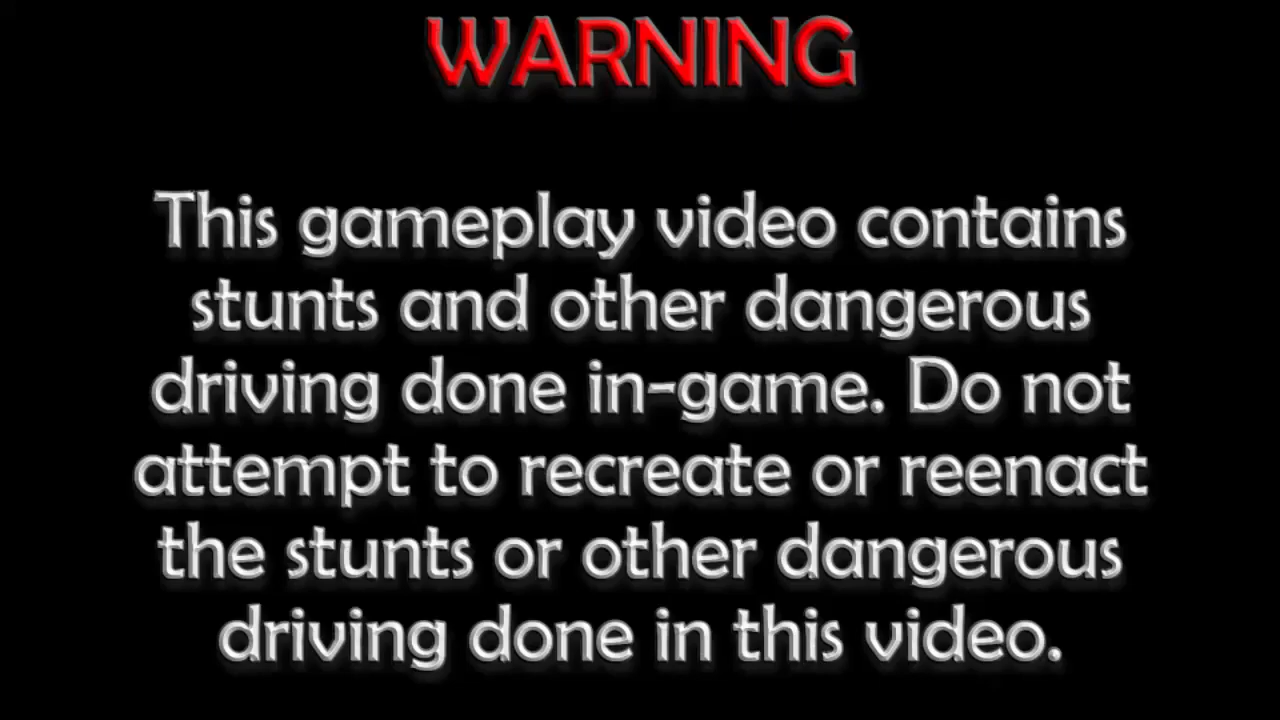 WARNING
This gameplay video contains
stunts and other dangerous
driving done in-game. Do not
attempt to recreate or reenact
the stunts or other dangerous
driving done in this video.